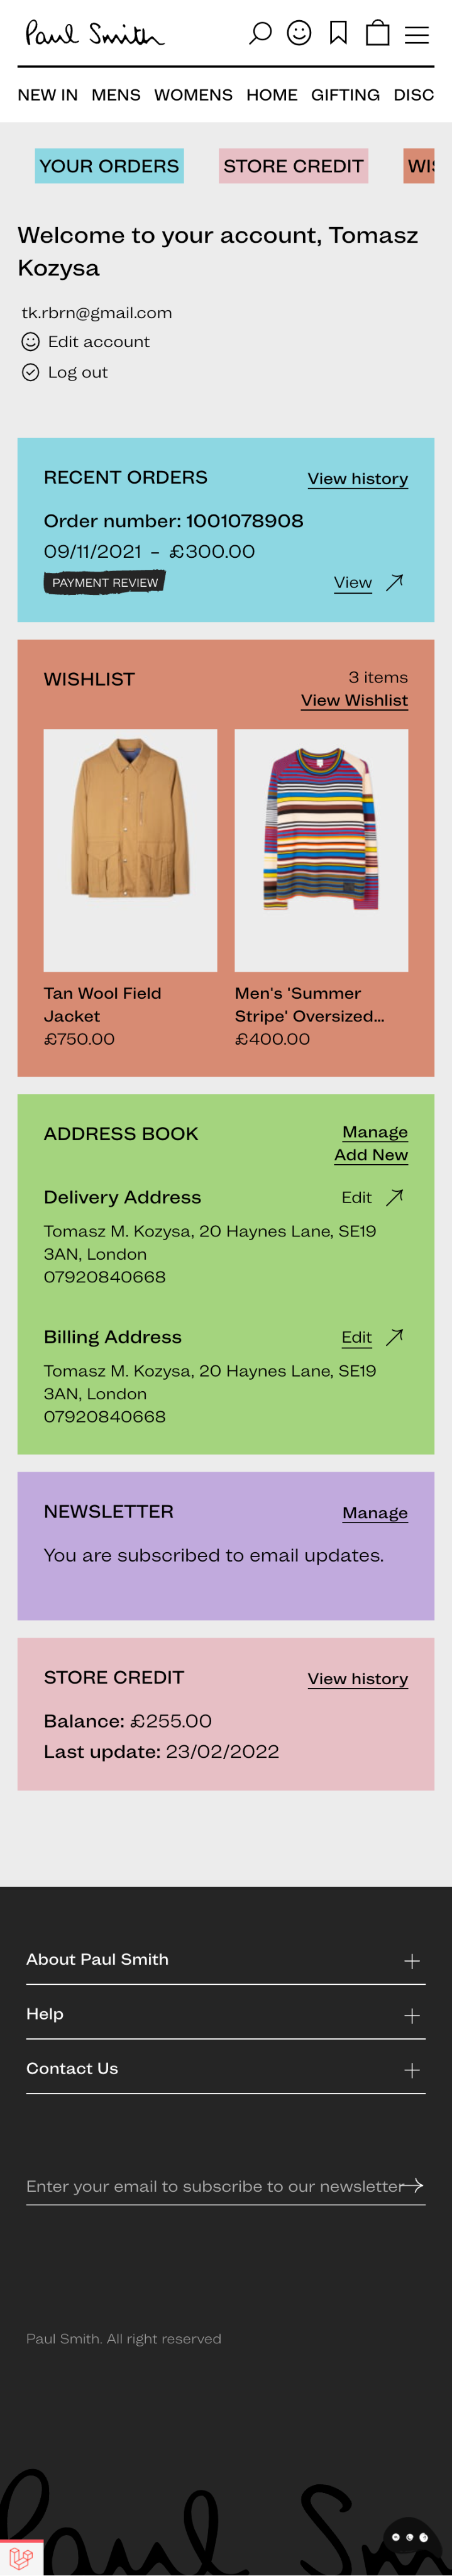 Paul Smith
NEW IN MENS WOMENS HOME GIFTING DISC
YOUR ORDERS STORE CREDIT WIS
Welcome to your account, Tomasz
Kozysa
tk.rbrn@gmail.com
Edit account
Log out
RECENT ORDERS View history
Order number: 1001078908
09/11/2021 – £300.00
PAYMENT REVIEW View
WISHLIST 3 items
View Wishlist
Tan Wool Field
Jacket
£750.00
Men's 'Summer
Stripe' Oversized...
£400.00
ADDRESS BOOK Manage
Add New
Delivery Address Edit
Tomasz M. Kozysa, 20 Haynes Lane, SE19
3AN, London
07920840668
Billing Address Edit
Tomasz M. Kozysa, 20 Haynes Lane, SE19
3AN, London
07920840668
NEWSLETTER Manage
You are subscribed to email updates.
STORE CREDIT View history
Balance: £255.00
Last update: 23/02/2022
About Paul Smith
Help
Contact Us
Enter your email to subscribe to our newsletter
Paul Smith. All right reserved
Paul Sm